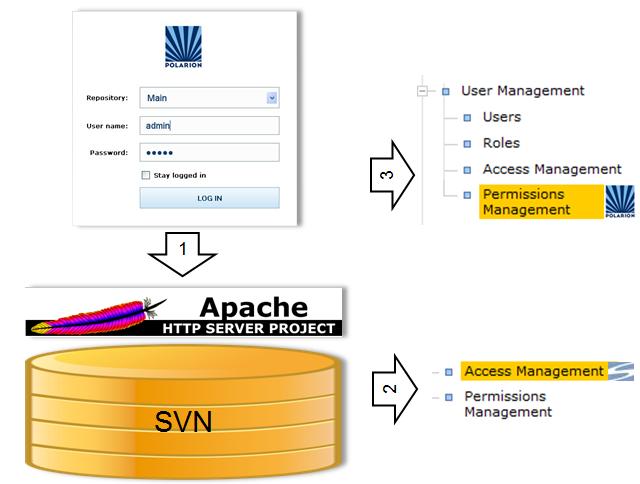 POLARION
Repository: Main
User name: admin
Password: •••••
Stay logged in
LOG IN
1
Apache
HTTP SERVER PROJECT
SVN
3
User Management
Users
Roles
Access Management
Permissions
Management
POLARION
2
Access Management
Permissions
Management